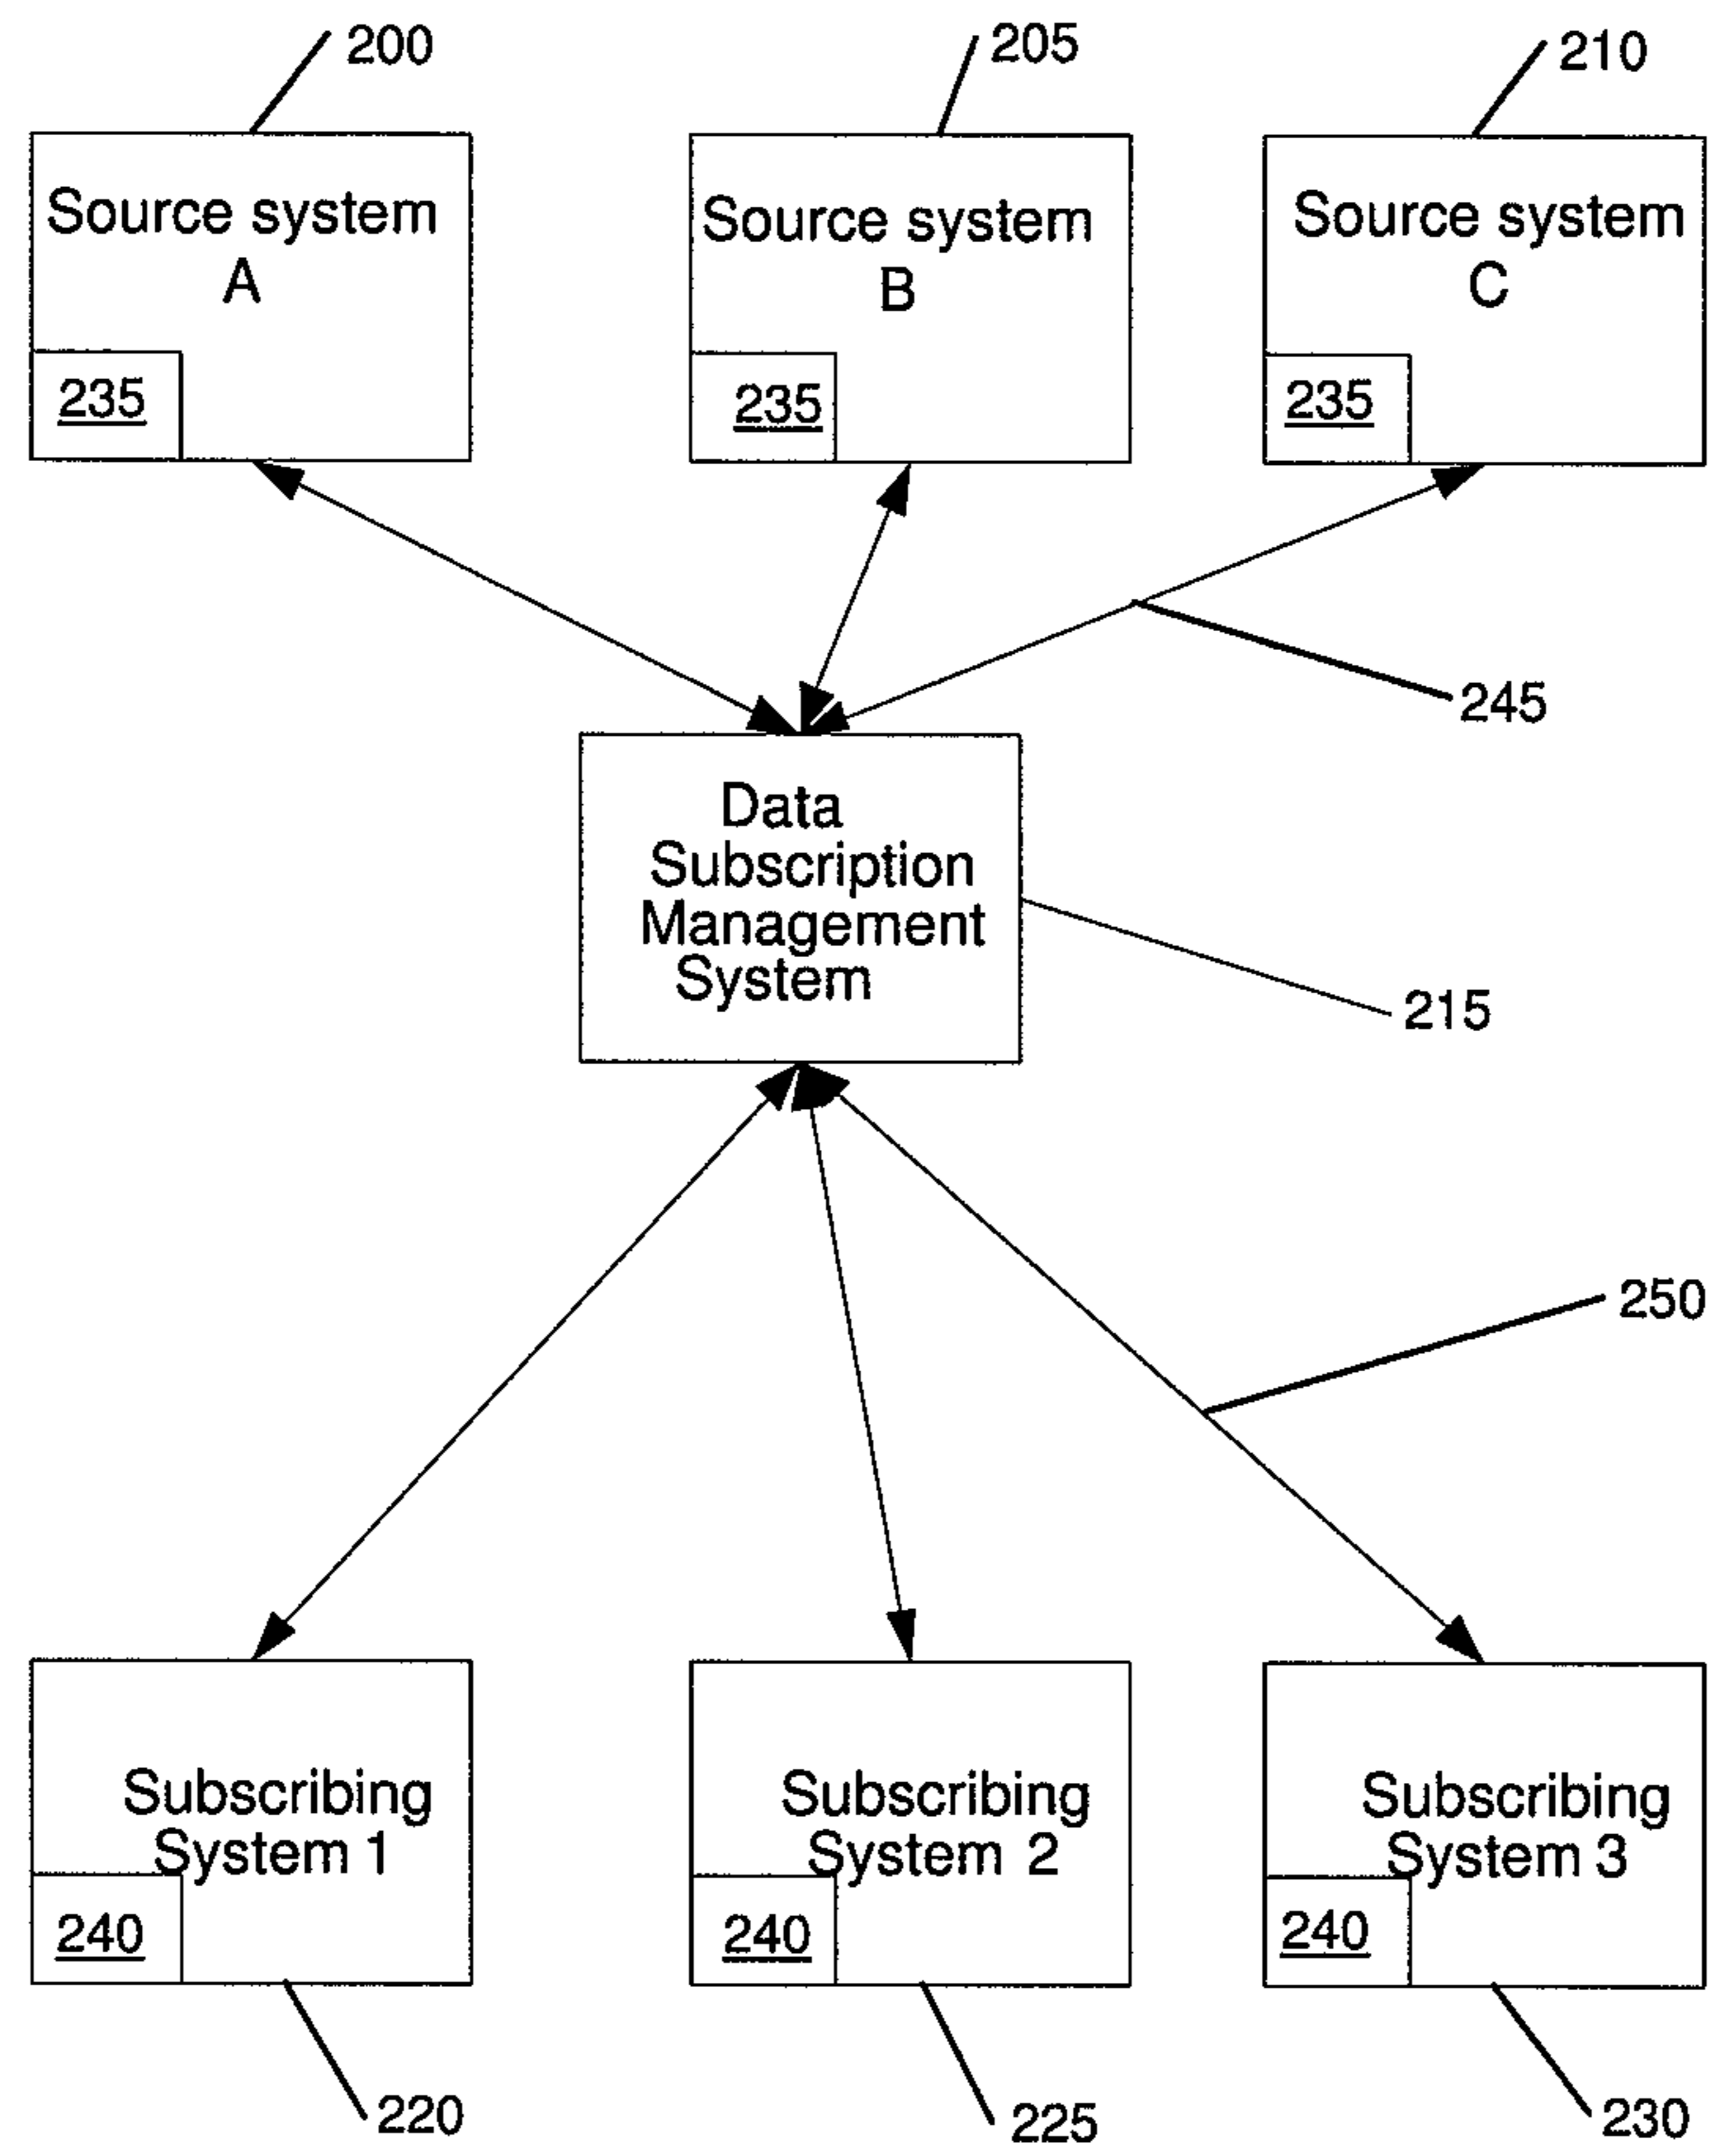 200
205
210
Source system
A
235
Source system
B
235
Source system
C
235
245
Data
Subscription
Management
System
215
250
Subscribing
System 1
240
Subscribing
System 2
240
Subscribing
System 3
240
220
225
230